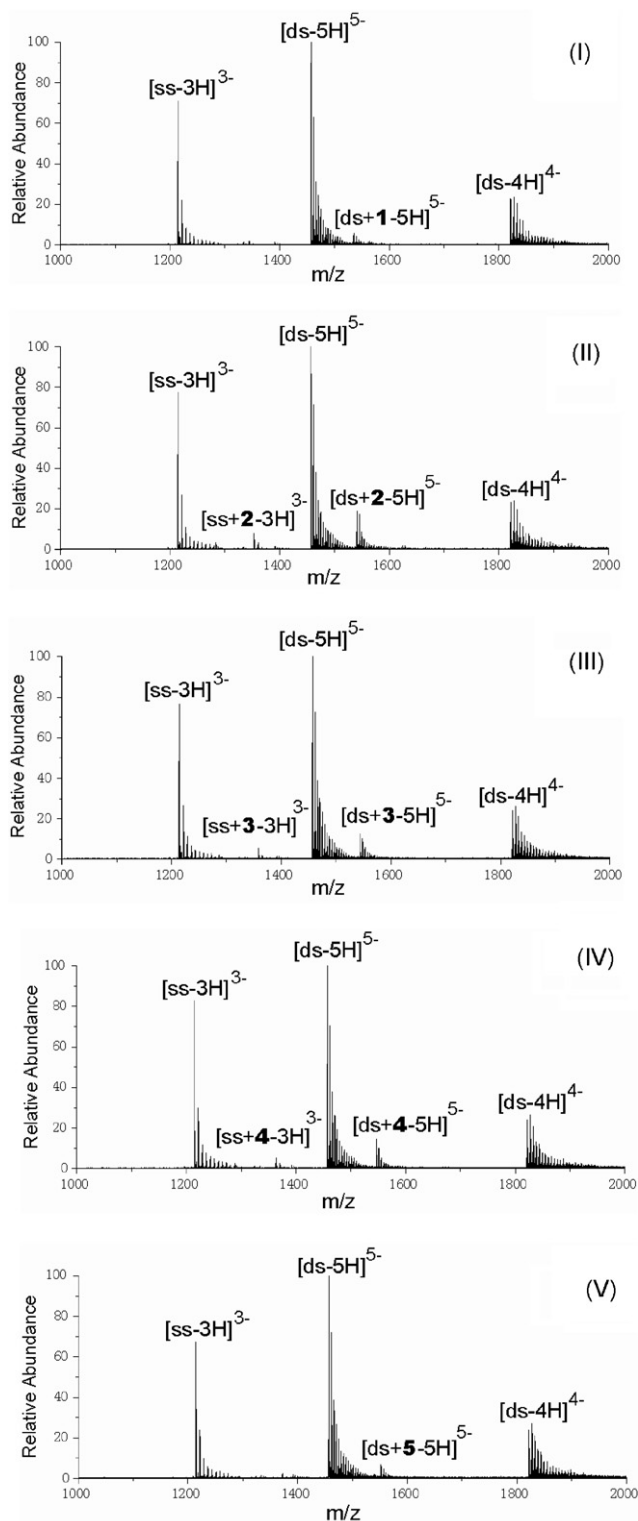 [ds-5H]5-
(I)
[ss-3H]3-
[ds+1-5H]5-
[ds-4H]4-
Relative Abundance
100
80
60
40
20
0
1000 1200 1400 1600 1800 2000
m/z
[ds-5H]5-
(II)
[ss-3H]3-
[ss+2-3H]3-
[ds+2-5H]5-
[ds-4H]4-
Relative Abundance
100
80
60
40
20
0
1000 1200 1400 1600 1800 2000
m/z
[ds-5H]5-
(III)
[ss-3H]3-
[ss+3-3H]3-
[ds+3-5H]5-
[ds-4H]4-
Relative Abundance
100
80
60
40
20
0
1000 1200 1400 1600 1800 2000
m/z
[ds-5H]5-
(IV)
[ss-3H]3-
[ss+4-3H]3-
[ds+4-5H]5-
[ds-4H]4-
Relative Abundance
100
80
60
40
20
0
1000 1200 1400 1600 1800 2000
m/z
[ds-5H]5-
(V)
[ss-3H]3-
[ds+5-5H]5-
[ds-4H]4-
Relative Abundance
100
80
60
40
20
0
1000 1200 1400 1600 1800 2000
m/z